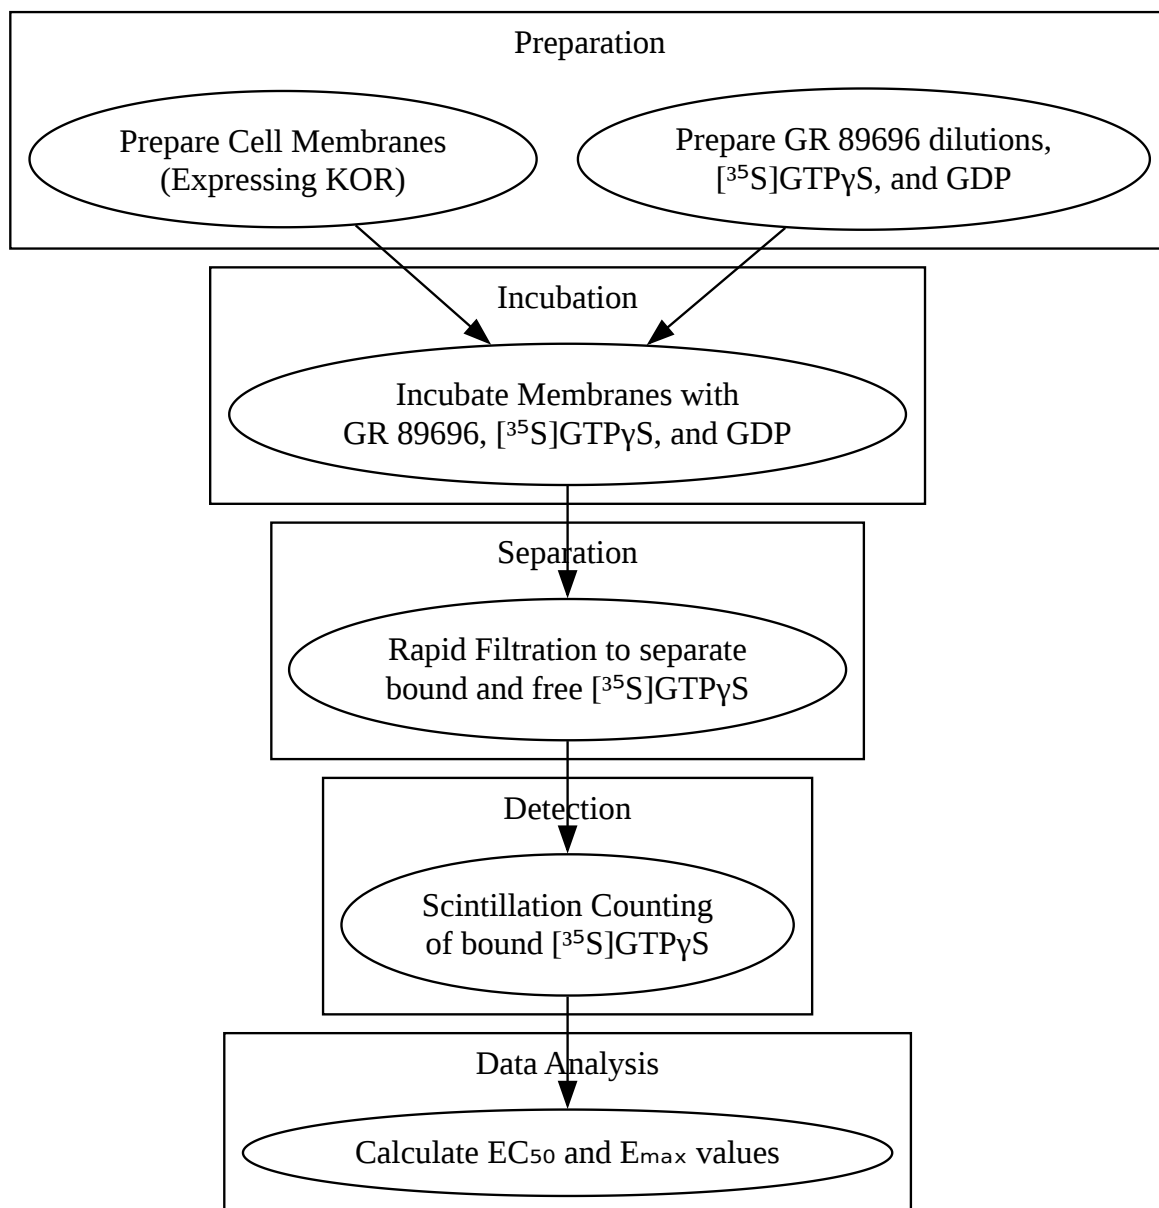 Preparation
Prepare Cell Membranes
(Expressing KOR)
Prepare GR 89696 dilutions,
[³⁵S]GTPγS, and GDP
Incubation
Incubate Membranes with
GR 89696, [³⁵S]GTPγS, and GDP
Separation
Rapid Filtration to separate
bound and free [³⁵S]GTPγS
Detection
Scintillation Counting
of bound [³⁵S]GTPγS
Data Analysis
Calculate EC₅₀ and Eₘₐₓ values